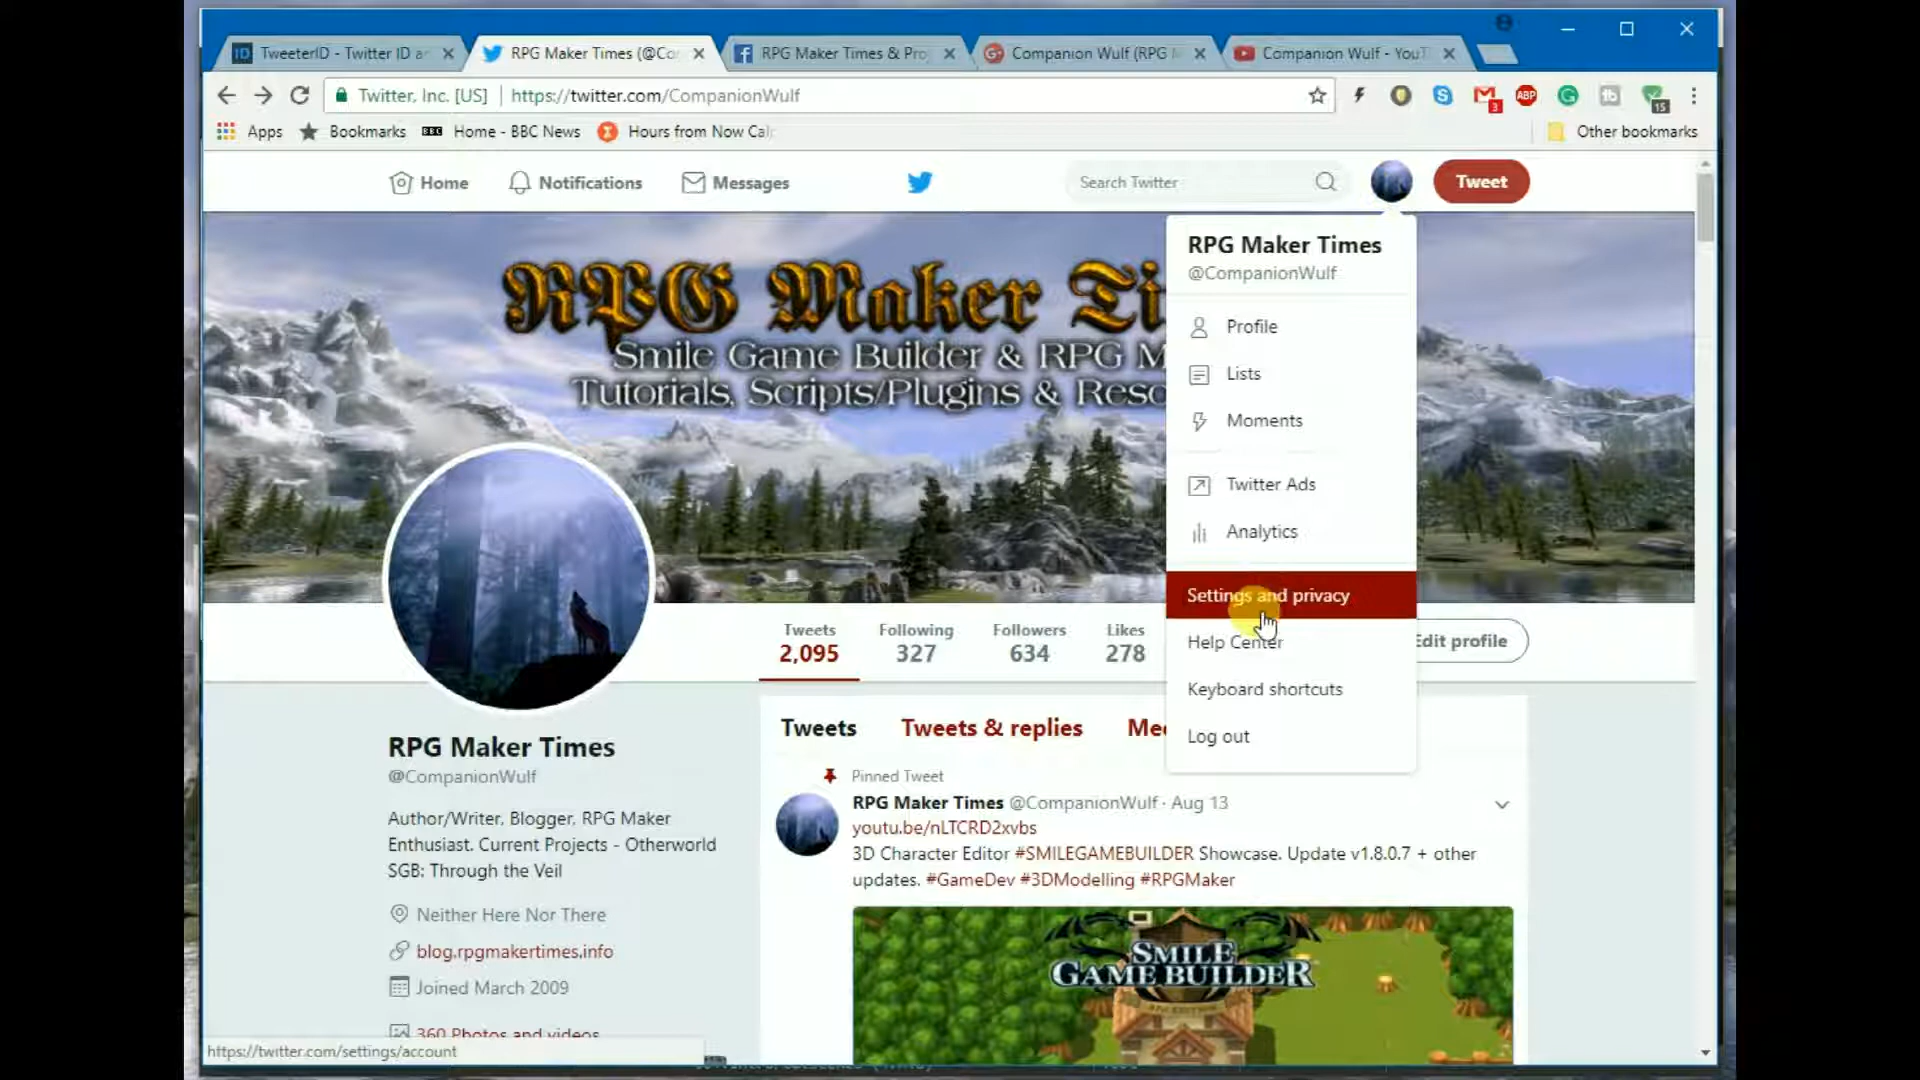 TweeterID - Twitter ID a
RPG Maker Times (@Co
RPG Maker Times & Pro
Companion Wulf (RPG
Companion Wulf - YouT
Twitter, Inc. [US]
https://twitter.com/CompanionWulf
ABP
3
15
Apps
Bookmarks
BBC
Home - BBC News
Hours from Now Calc
Other bookmarks
Home
Notifications
Messages
Search Twitter
Tweet
RPG Maker Ti
Smile Game Builder & RPG M
Tutorials, Scripts/Plugins & Reso
RPG Maker Times
@CompanionWulf
Profile
Lists
Moments
Twitter Ads
Analytics
Settings and privacy
Help Center
Keyboard shortcuts
Log out
Tweets
2,095
Following
327
Followers
634
Likes
278
Edit profile
RPG Maker Times
@CompanionWulf
Author/Writer, Blogger, RPG Maker
Enthusiast. Current Projects - Otherworld
SGB: Through the Veil
Neither Here Nor There
blog.rpgmakertimes.info
Joined March 2009
360 Photos and videos
Tweets
Tweets & replies
Me
Pinned Tweet
RPG Maker Times @CompanionWulf · Aug 13
youtu.be/nLTCRD2xvbs
3D Character Editor #SMILEGAMEBUILDER Showcase. Update v1.8.0.7 + other
updates. #GameDev #3DModelling #RPGMaker
SMILE
GAME BUILDER
https://twitter.com/settings/account